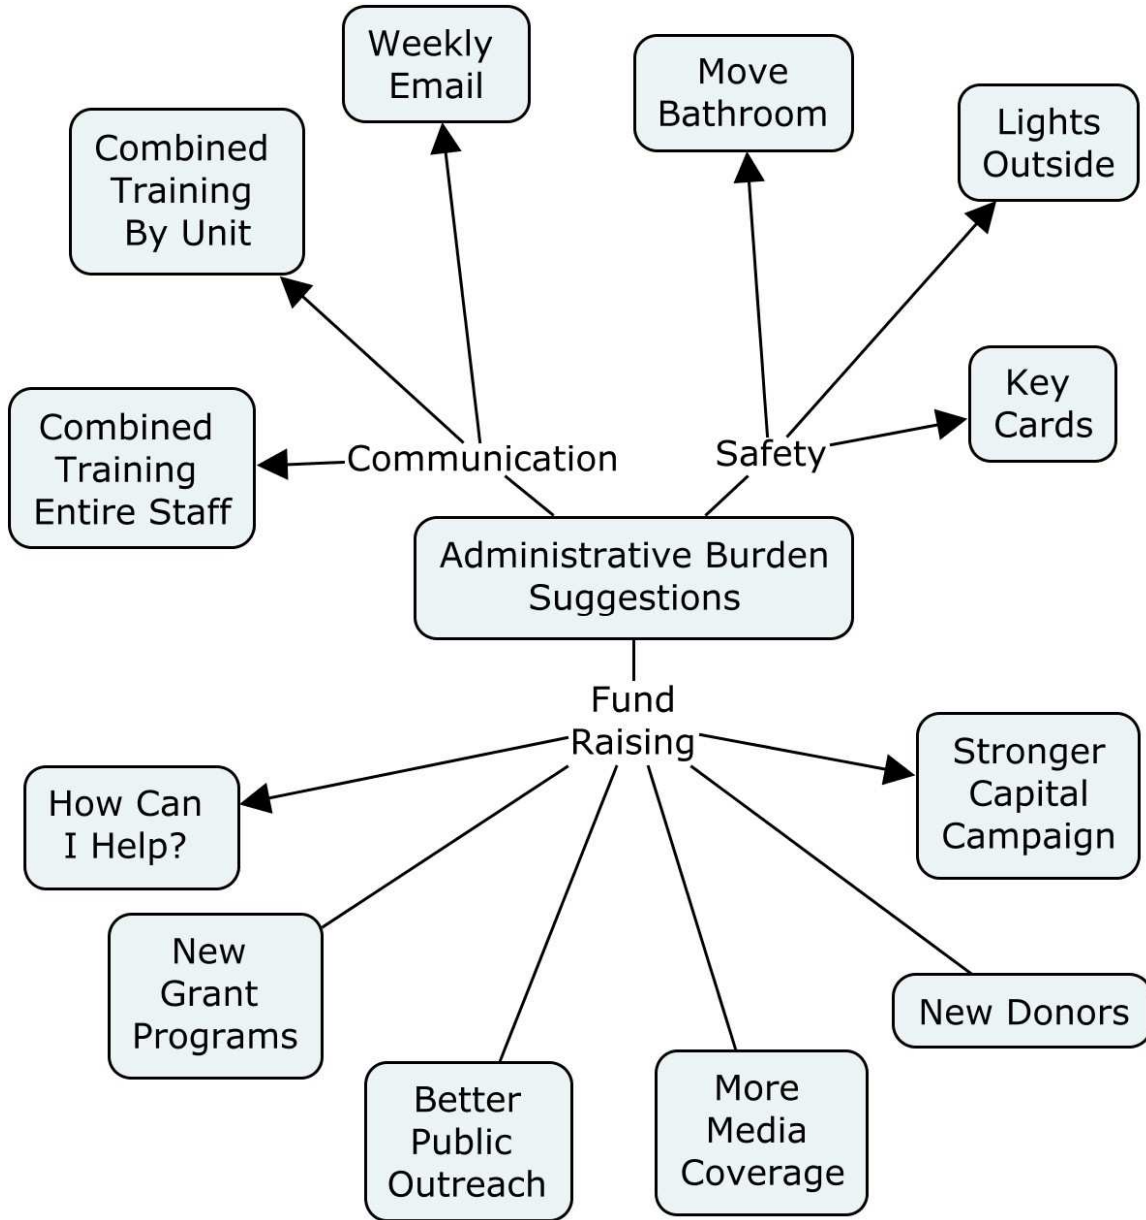 Weekly
Email
Move
Bathroom
Lights
Outside
Combined
Training
By Unit
Key
Cards
Combined
Training
Entire Staff
Communication
Safety
Administrative Burden
Suggestions
Fund
Raising
Stronger
Capital
Campaign
How Can
I Help?
New
Grant
Programs
New Donors
Better
Public
Outreach
More
Media
Coverage